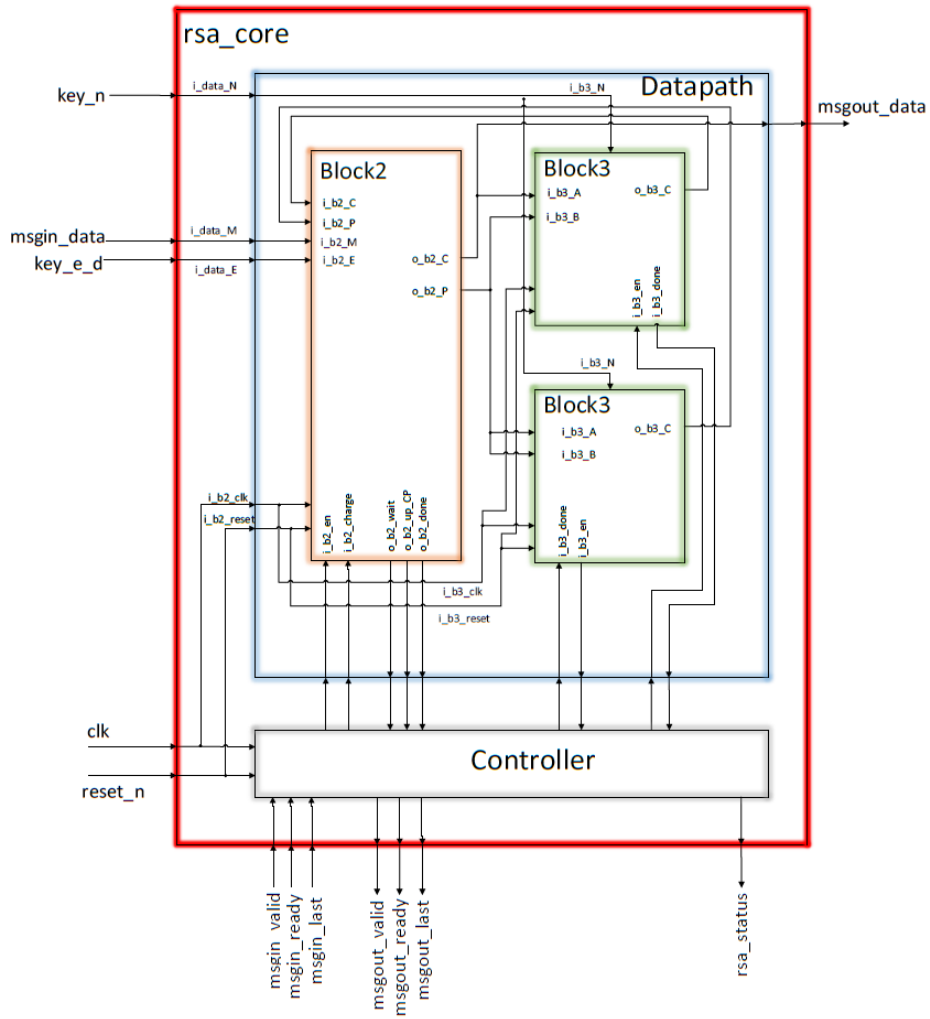 rsa_core
Datapath
key_n
i_data_N
i_b3_N
msgout_data
Block2
Block3
i_b2_C
i_b2_P
i_b2_M
i_b2_E
o_b2_C
o_b2_P
i_b3_A
i_b3_B
o_b3_C
msgin_data
i_data_M
key_e_d
i_data_E
i_b3_en
i_b3_done
i_b3_N
Block3
i_b3_A
i_b3_B
o_b3_C
i_b2_clk
i_b2_reset
i_b2_en
i_b2_charge
o_b2_wait
o_b2_up_CP
o_b2_done
i_b3_done
i_b3_en
i_b3_clk
i_b3_reset
clk
reset_n
Controller
msgin_valid
msgin_ready
msgin_last
msgout_valid
msgout_ready
msgout_last
rsa_status